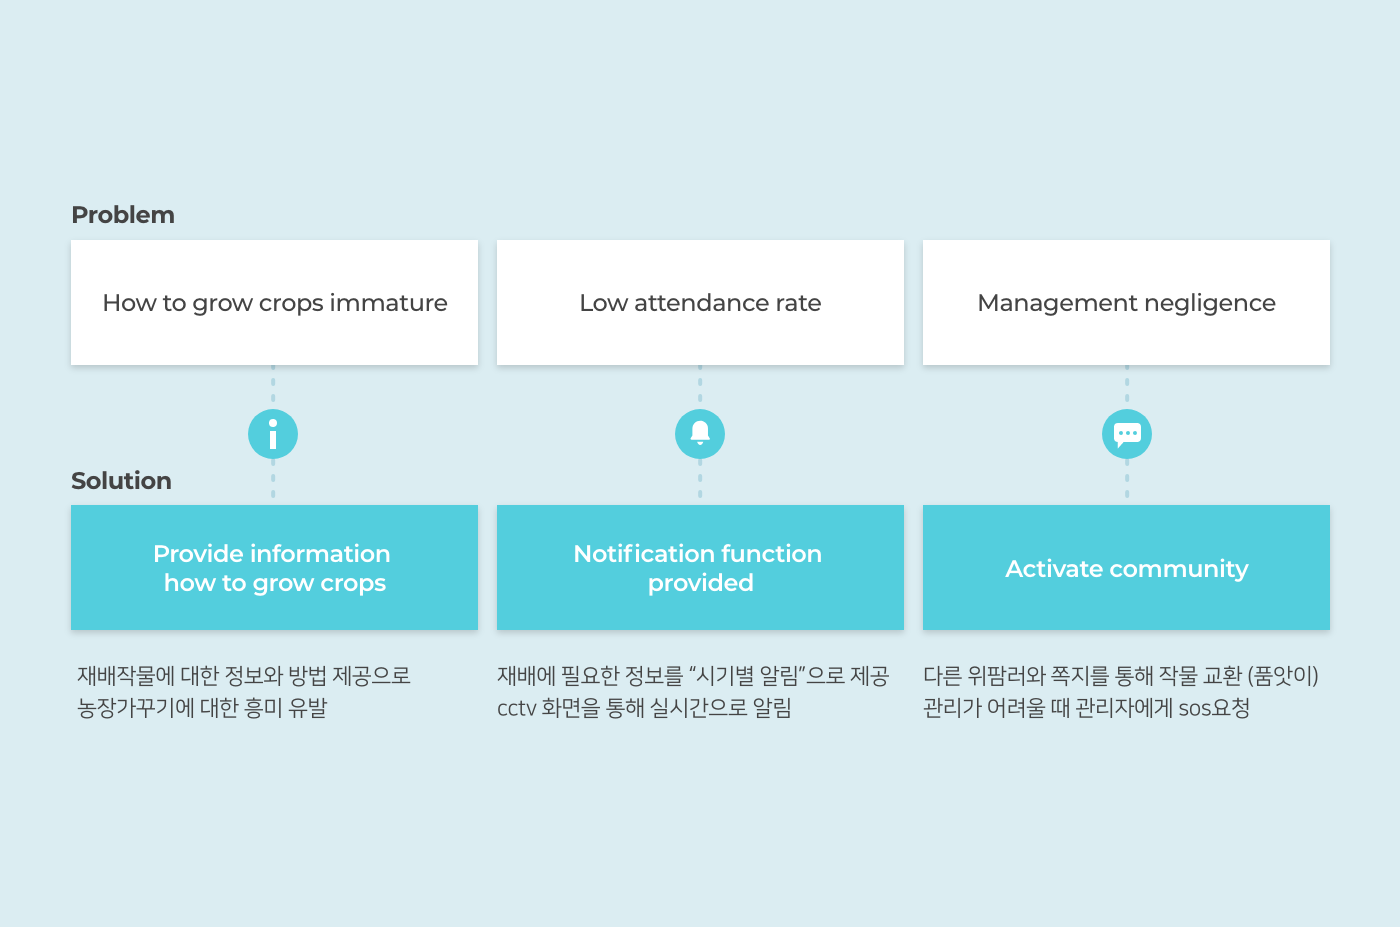 Problem
How to grow crops immature
Low attendance rate
Management negligence
Solution
Provide information
how to grow crops
Notification function
provided
Activate community
재배작물에 대한 정보와 방법 제공으로
농장가꾸기에 대한 흥미 유발
재배에 필요한 정보를 “시기별 알림”으로 제공
cctv 화면을 통해 실시간으로 알림
다른 위팜러와 쪽지를 통해 작물 교환 (품앗이)
관리가 어려울 때 관리자에게 sos요청